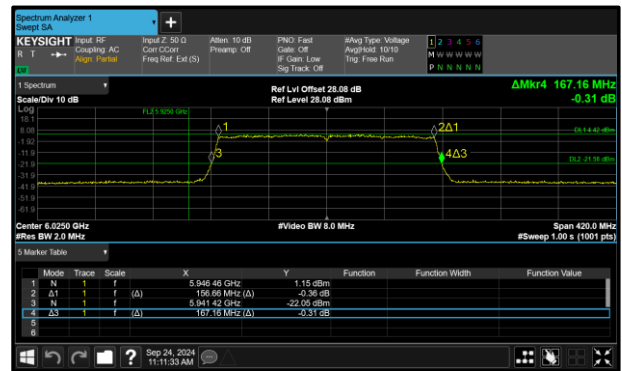 Spectrum Analyzer 1
Swept SA
+
KEYSIGHT Input: RF Input Z: 50 Ω Atten: 10 dB PNO: Fast #Avg Type: Voltage 1 2 3 4 5 6
R T Coupling: AC Corr CCorr Preamp: Off Gate: Off Avg|Hold: 10/10 M W W W W W
Align: Partial Freq Ref: Ext (S) IF Gain: Low Trig: Free Run
Sig Track: Off P N N N N N
1 Spectrum ΔMkr4 167.16 MHz
Scale/Div 10 dB Ref Lvl Offset 28.08 dB -0.31 dB
Ref Level 28.08 dBm
Log
18.1 FL2 5.9250 GHz
8.08 1 2Δ1 DL1 4.42 dBm
-1.92
-11.9 3 4Δ3
-21.9 DL2 -21.56 dBm
-31.9
-41.9
-51.9
-61.9
Center 6.0250 GHz #Video BW 8.0 MHz Span 420.0 MHz
#Res BW 2.0 MHz #Sweep 1.00 s (1001 pts)
5 Marker Table
Mode Trace Scale X Y Function Function Width Function Value
1 N 1 f 5.946 46 GHz 1.15 dBm
2 Δ1 1 f (Δ) 156.66 MHz (Δ) -0.36 dB
3 N 1 f 5.941 42 GHz -22.05 dBm
4 Δ3 1 f (Δ) 167.16 MHz (Δ) -0.31 dB
5
6
? Sep 24, 2024
11:11:33 AM